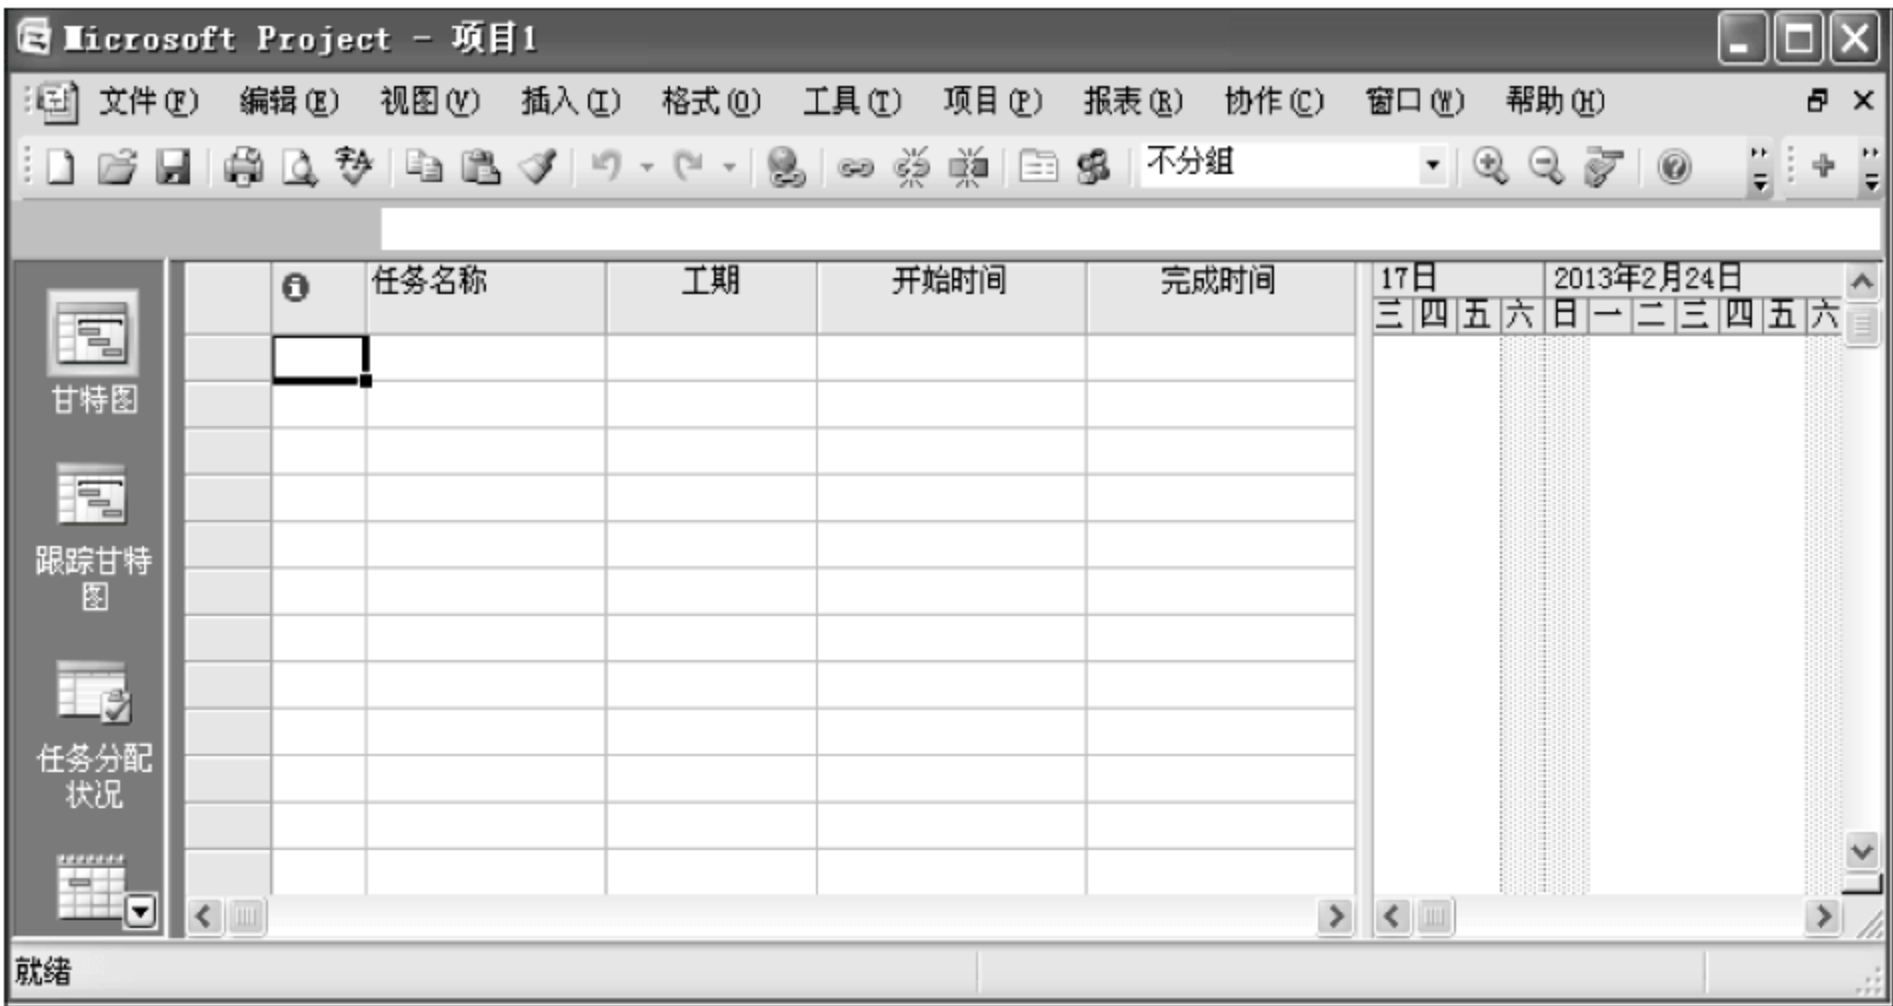 Microsoft Project - 项目1
文件(F) 编辑(E) 视图(V) 插入(I) 格式(O) 工具(T) 项目(P) 报表(R) 协作(C) 窗口(W) 帮助(H)
不分组
任务名称 工期 开始时间 完成时间 17日 2013年2月24日
三 四 五 六 日 一 二 三 四 五 六
甘特图
跟踪甘特
图
任务分配
状况
就绪